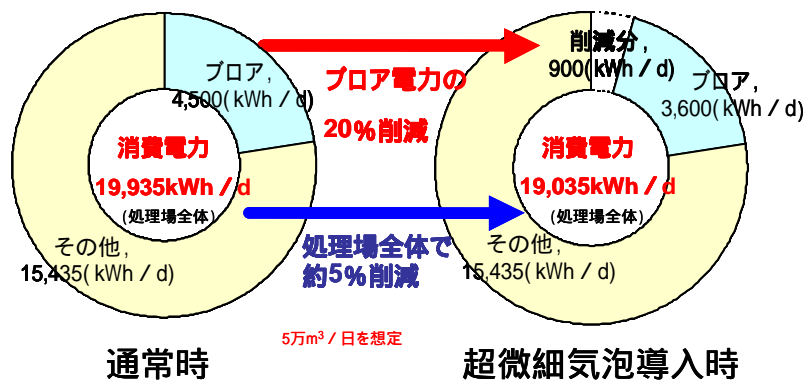 ブロア,
4,500(kWh/d)
消費電力
19,935kWh/d
(処理場全体)
その他,
15,435(kWh/d)
通常時
ブロア電力の
20%削減
処理場全体で
約5%削減
5万m³/日を想定
削減分,
900(kWh/d)
ブロア,
3,600(kWh/d)
消費電力
19,035kWh/d
(処理場全体)
その他,
15,435(kWh/d)
超微細気泡導入時